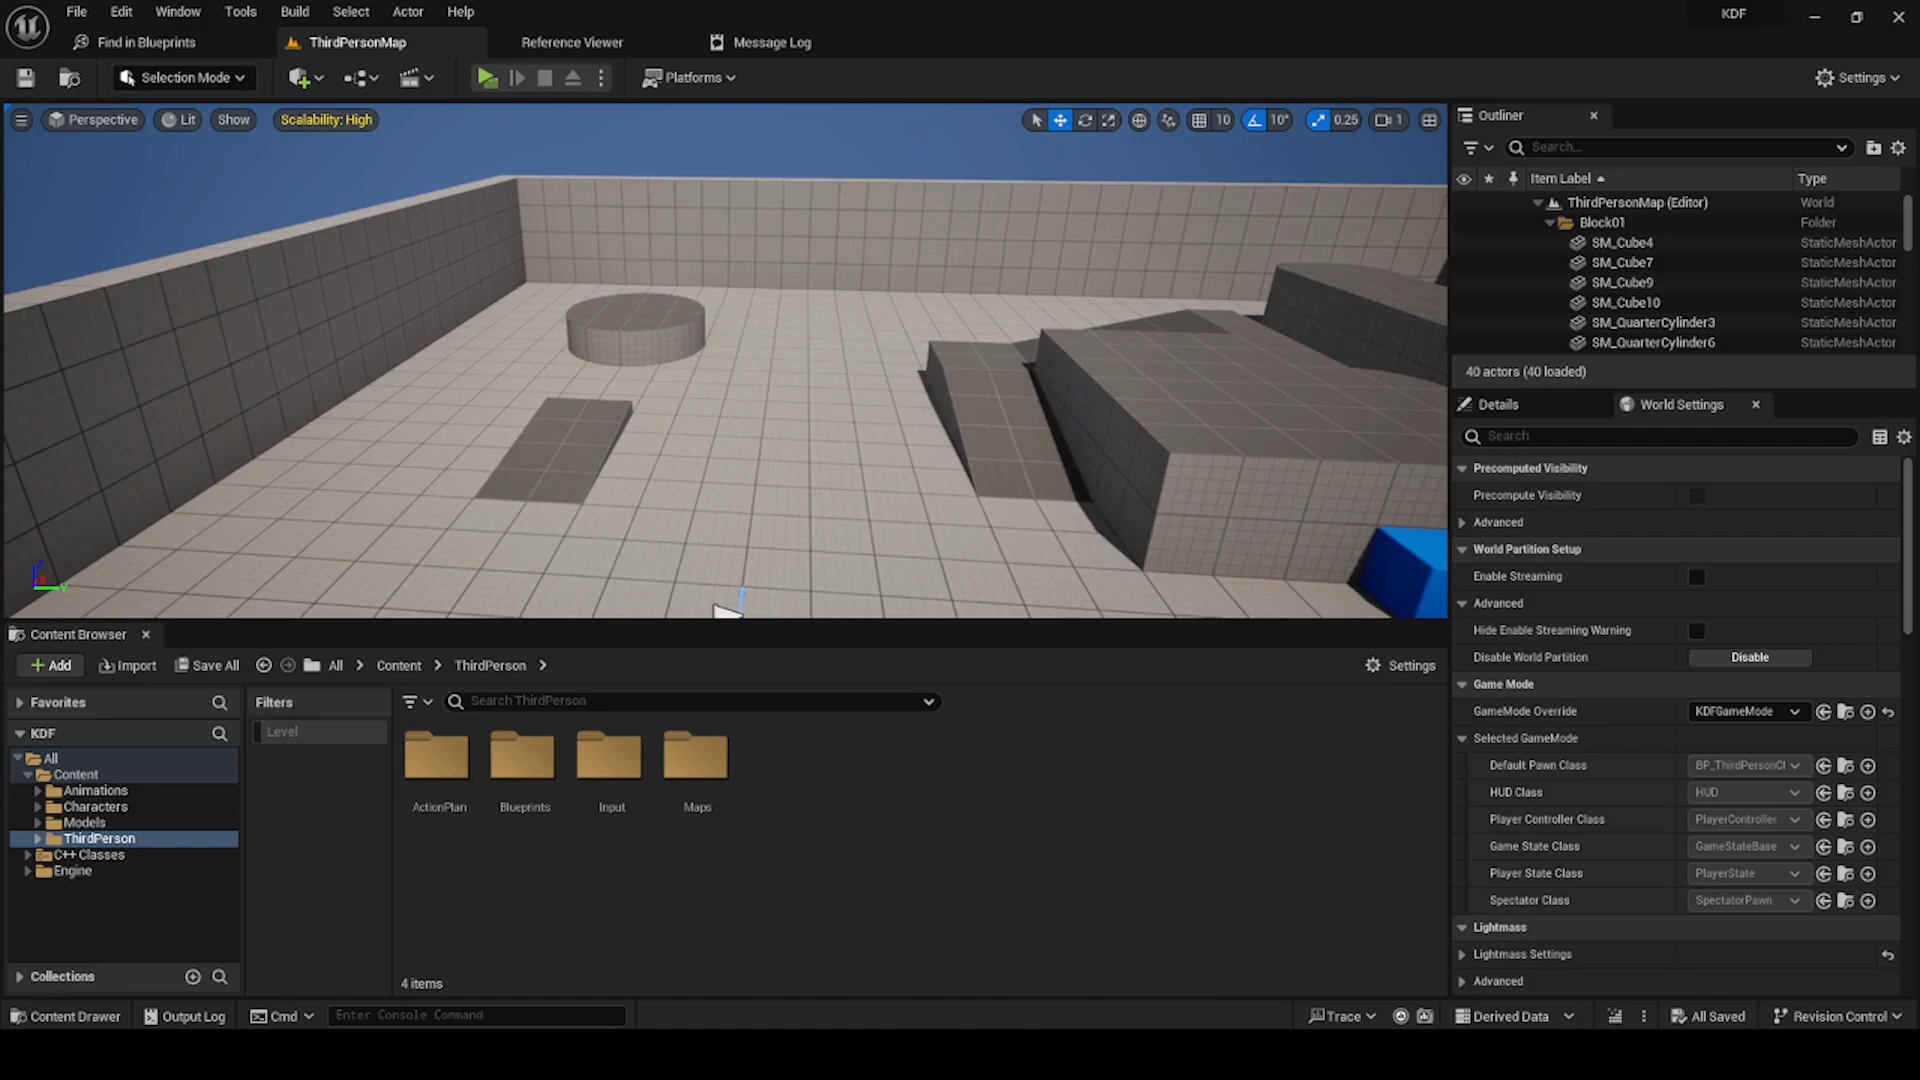 File Edit Window Tools Build Select Actor Help
KDF
Find in Blueprints
ThirdPersonMap
Reference Viewer
Message Log
Selection Mode
Platforms
Settings
Perspective
Lit
Show
Scalability: High
10
10°
0.25
1
Outliner
Search...
Item Label
Type
ThirdPersonMap (Editor) World
Block01 Folder
SM_Cube4 StaticMeshActor
SM_Cube7 StaticMeshActor
SM_Cube9 StaticMeshActor
SM_Cube10 StaticMeshActor
SM_QuarterCylinder3 StaticMeshActor
SM_QuarterCylinder6 StaticMeshActor
40 actors (40 loaded)
Details
World Settings
Search
Precomputed Visibility
Precompute Visibility
Advanced
World Partition Setup
Enable Streaming
Advanced
Hide Enable Streaming Warning
Disable World Partition Disable
Game Mode
GameMode Override KDFGameMode
Selected GameMode
Default Pawn Class BP_ThirdPersonCl
HUD Class HUD
Player Controller Class PlayerController
Game State Class GameStateBase
Player State Class PlayerState
Spectator Class SpectatorPawn
Lightmass
Lightmass Settings
Advanced
Content Browser
Add
Import
Save All
All
Content
ThirdPerson
Settings
Favorites
KDF
All
Content
Animations
Characters
Models
ThirdPerson
C++ Classes
Engine
Collections
Filters
Level
Search ThirdPerson
ActionPlan
Blueprints
Input
Maps
4 items
Content Drawer
Output Log
Cmd
Enter Console Command
Trace
Derived Data
All Saved
Revision Control